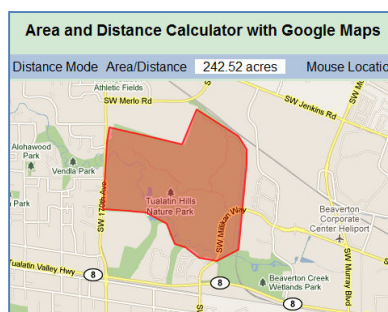 Area and Distance Calculator with Google Maps
Distance Mode Area/Distance 242.52 acres Mouse Locatio
Athletic Fields
SW Merlo Rd
SW Jenkins Rd
Alohawood
Park
Vendla Park
Park
SW 170th Ave
Tualatin Hills
Nature Park
SW Millikan Way
Beaverton
Corporate
Center Heliport
SW Murray Blvd
Tualatin Valley Hwy
8
8
8
Beaverton Creek
Wetlands Park